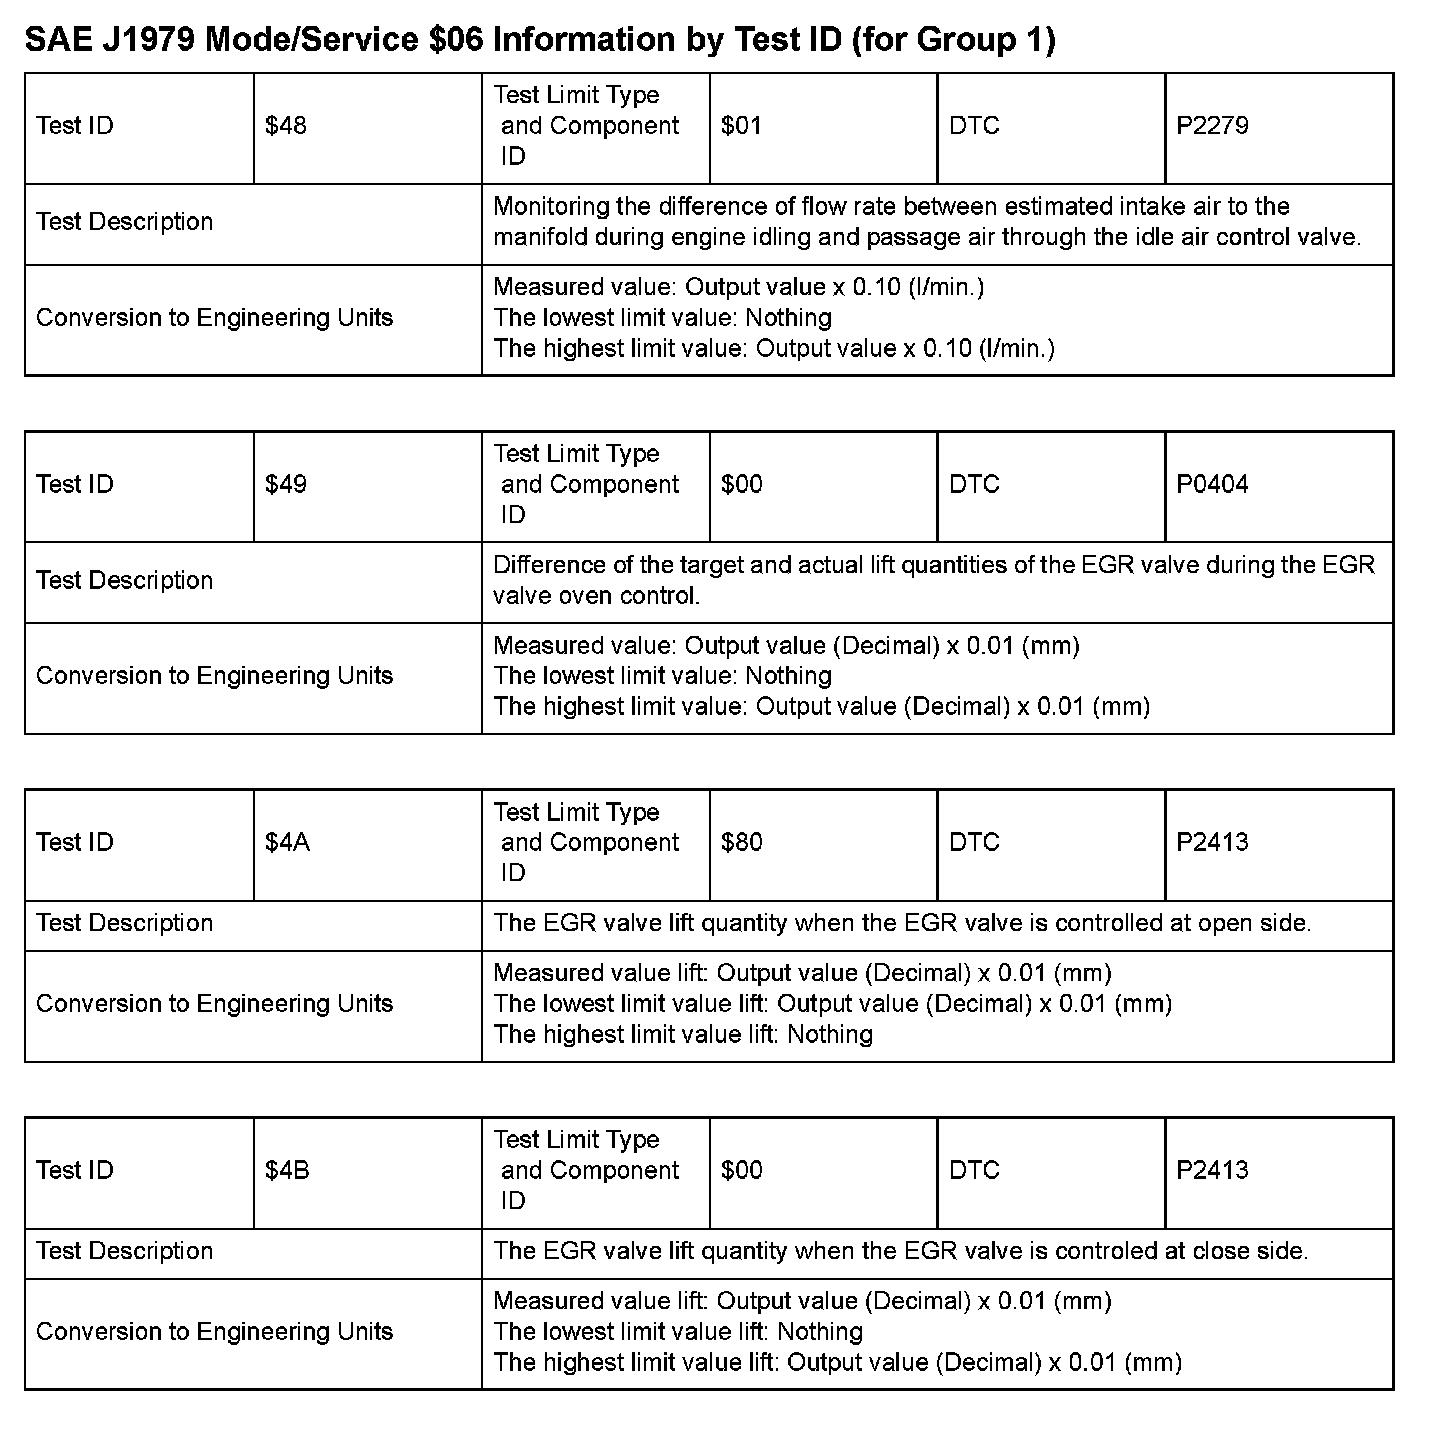 SAE J1979 Mode/Service $06 Information by Test ID (for Group 1)
Test ID
$48
Test Limit Type
and Component
ID
$01
DTC
P2279
Test Description
Monitoring the difference of flow rate between estimated intake air to the
manifold during engine idling and passage air through the idle air control valve.
Conversion to Engineering Units
Measured value: Output value x 0.10 (l/min.)
The lowest limit value: Nothing
The highest limit value: Output value x 0.10 (l/min.)
Test ID
$49
Test Limit Type
and Component
ID
$00
DTC
P0404
Test Description
Difference of the target and actual lift quantities of the EGR valve during the EGR
valve oven control.
Conversion to Engineering Units
Measured value: Output value (Decimal) x 0.01 (mm)
The lowest limit value: Nothing
The highest limit value: Output value (Decimal) x 0.01 (mm)
Test ID
$4A
Test Limit Type
and Component
ID
$80
DTC
P2413
Test Description
The EGR valve lift quantity when the EGR valve is controlled at open side.
Conversion to Engineering Units
Measured value lift: Output value (Decimal) x 0.01 (mm)
The lowest limit value lift: Output value (Decimal) x 0.01 (mm)
The highest limit value lift: Nothing
Test ID
$4B
Test Limit Type
and Component
ID
$00
DTC
P2413
Test Description
The EGR valve lift quantity when the EGR valve is controled at close side.
Conversion to Engineering Units
Measured value lift: Output value (Decimal) x 0.01 (mm)
The lowest limit value lift: Nothing
The highest limit value lift: Output value (Decimal) x 0.01 (mm)